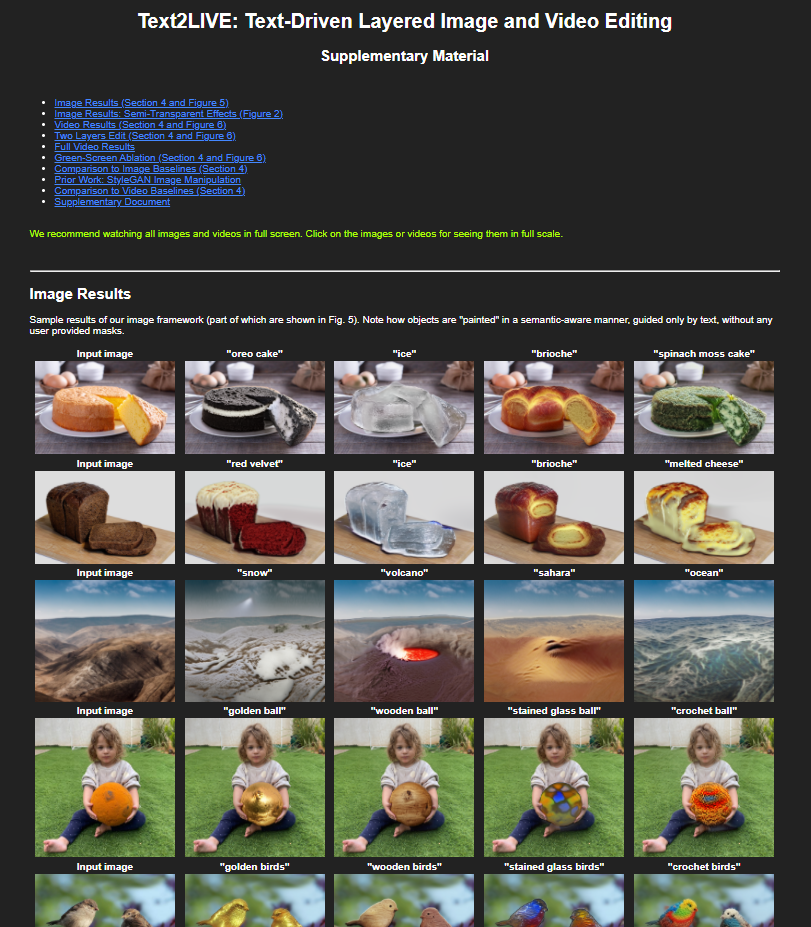 Text2LIVE: Text-Driven Layered Image and Video Editing
Supplementary Material
Image Results (Section 4 and Figure 5)
Image Results: Semi-Transparent Effects (Figure 2)
Video Results (Section 4 and Figure 6)
Two Layers Edit (Section 4 and Figure 6)
Full Video Results
Green-Screen Ablation (Section 4 and Figure 6)
Comparison to Image Baselines (Section 4)
Prior Work: StyleGAN Image Manipulation
Comparison to Video Baselines (Section 4)
Supplementary Document
We recommend watching all images and videos in full screen. Click on the images or videos for seeing them in full scale.
Image Results
Sample results of our image framework (part of which are shown in Fig. 5). Note how objects are "painted" in a semantic-aware manner, guided only by text, without any
user provided masks.
Input image "oreo cake" "ice" "brioche" "spinach moss cake"
Input image "red velvet" "ice" "brioche" "melted cheese"
Input image "snow" "volcano" "sahara" "ocean"
Input image "golden ball" "wooden ball" "stained glass ball" "crochet ball"
Input image "golden birds" "wooden birds" "stained glass birds" "crochet birds"